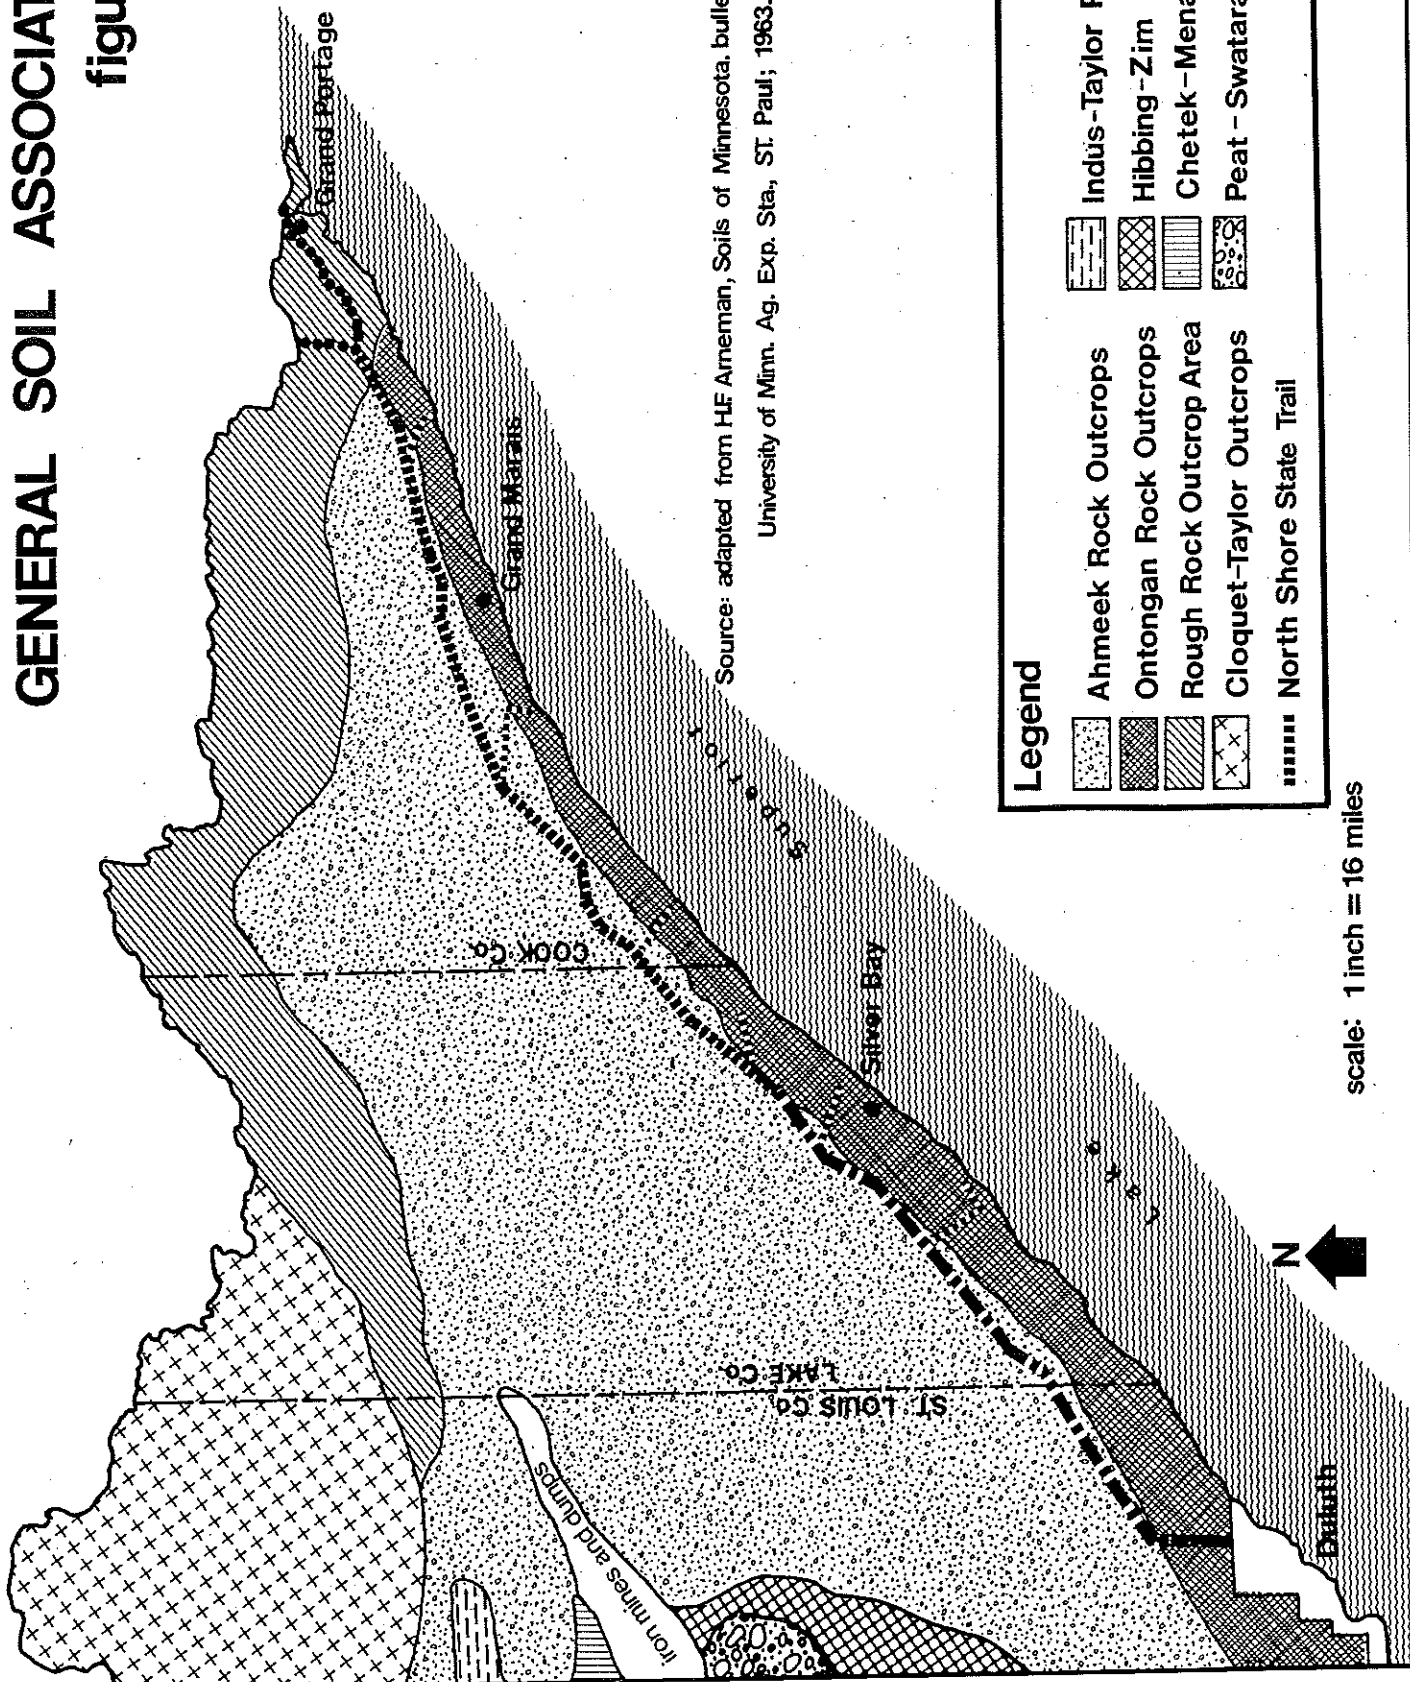 GENERAL SOIL ASSOCIAT
figu
Grand Portage
Grand Marais
Silver Bay
Duluth
COOK Co.
LAKE Co.
ST. LOUIS Co.
Iron mines and dumps
Lake
Superior
Source: adapted from H.F. Arneman, Soils of Minnesota. bulle
University of Minn. Ag. Exp. Sta., ST. Paul; 1963.
Legend
Ahmeek Rock Outcrops
Ontongan Rock Outcrops
Rough Rock Outcrop Area
Cloquet-Taylor Outcrops
North Shore State Trail
Indus-Taylor P
Hibbing-Zim
Chetek-Mena
Peat-Swatara
N
scale: 1 inch = 16 miles